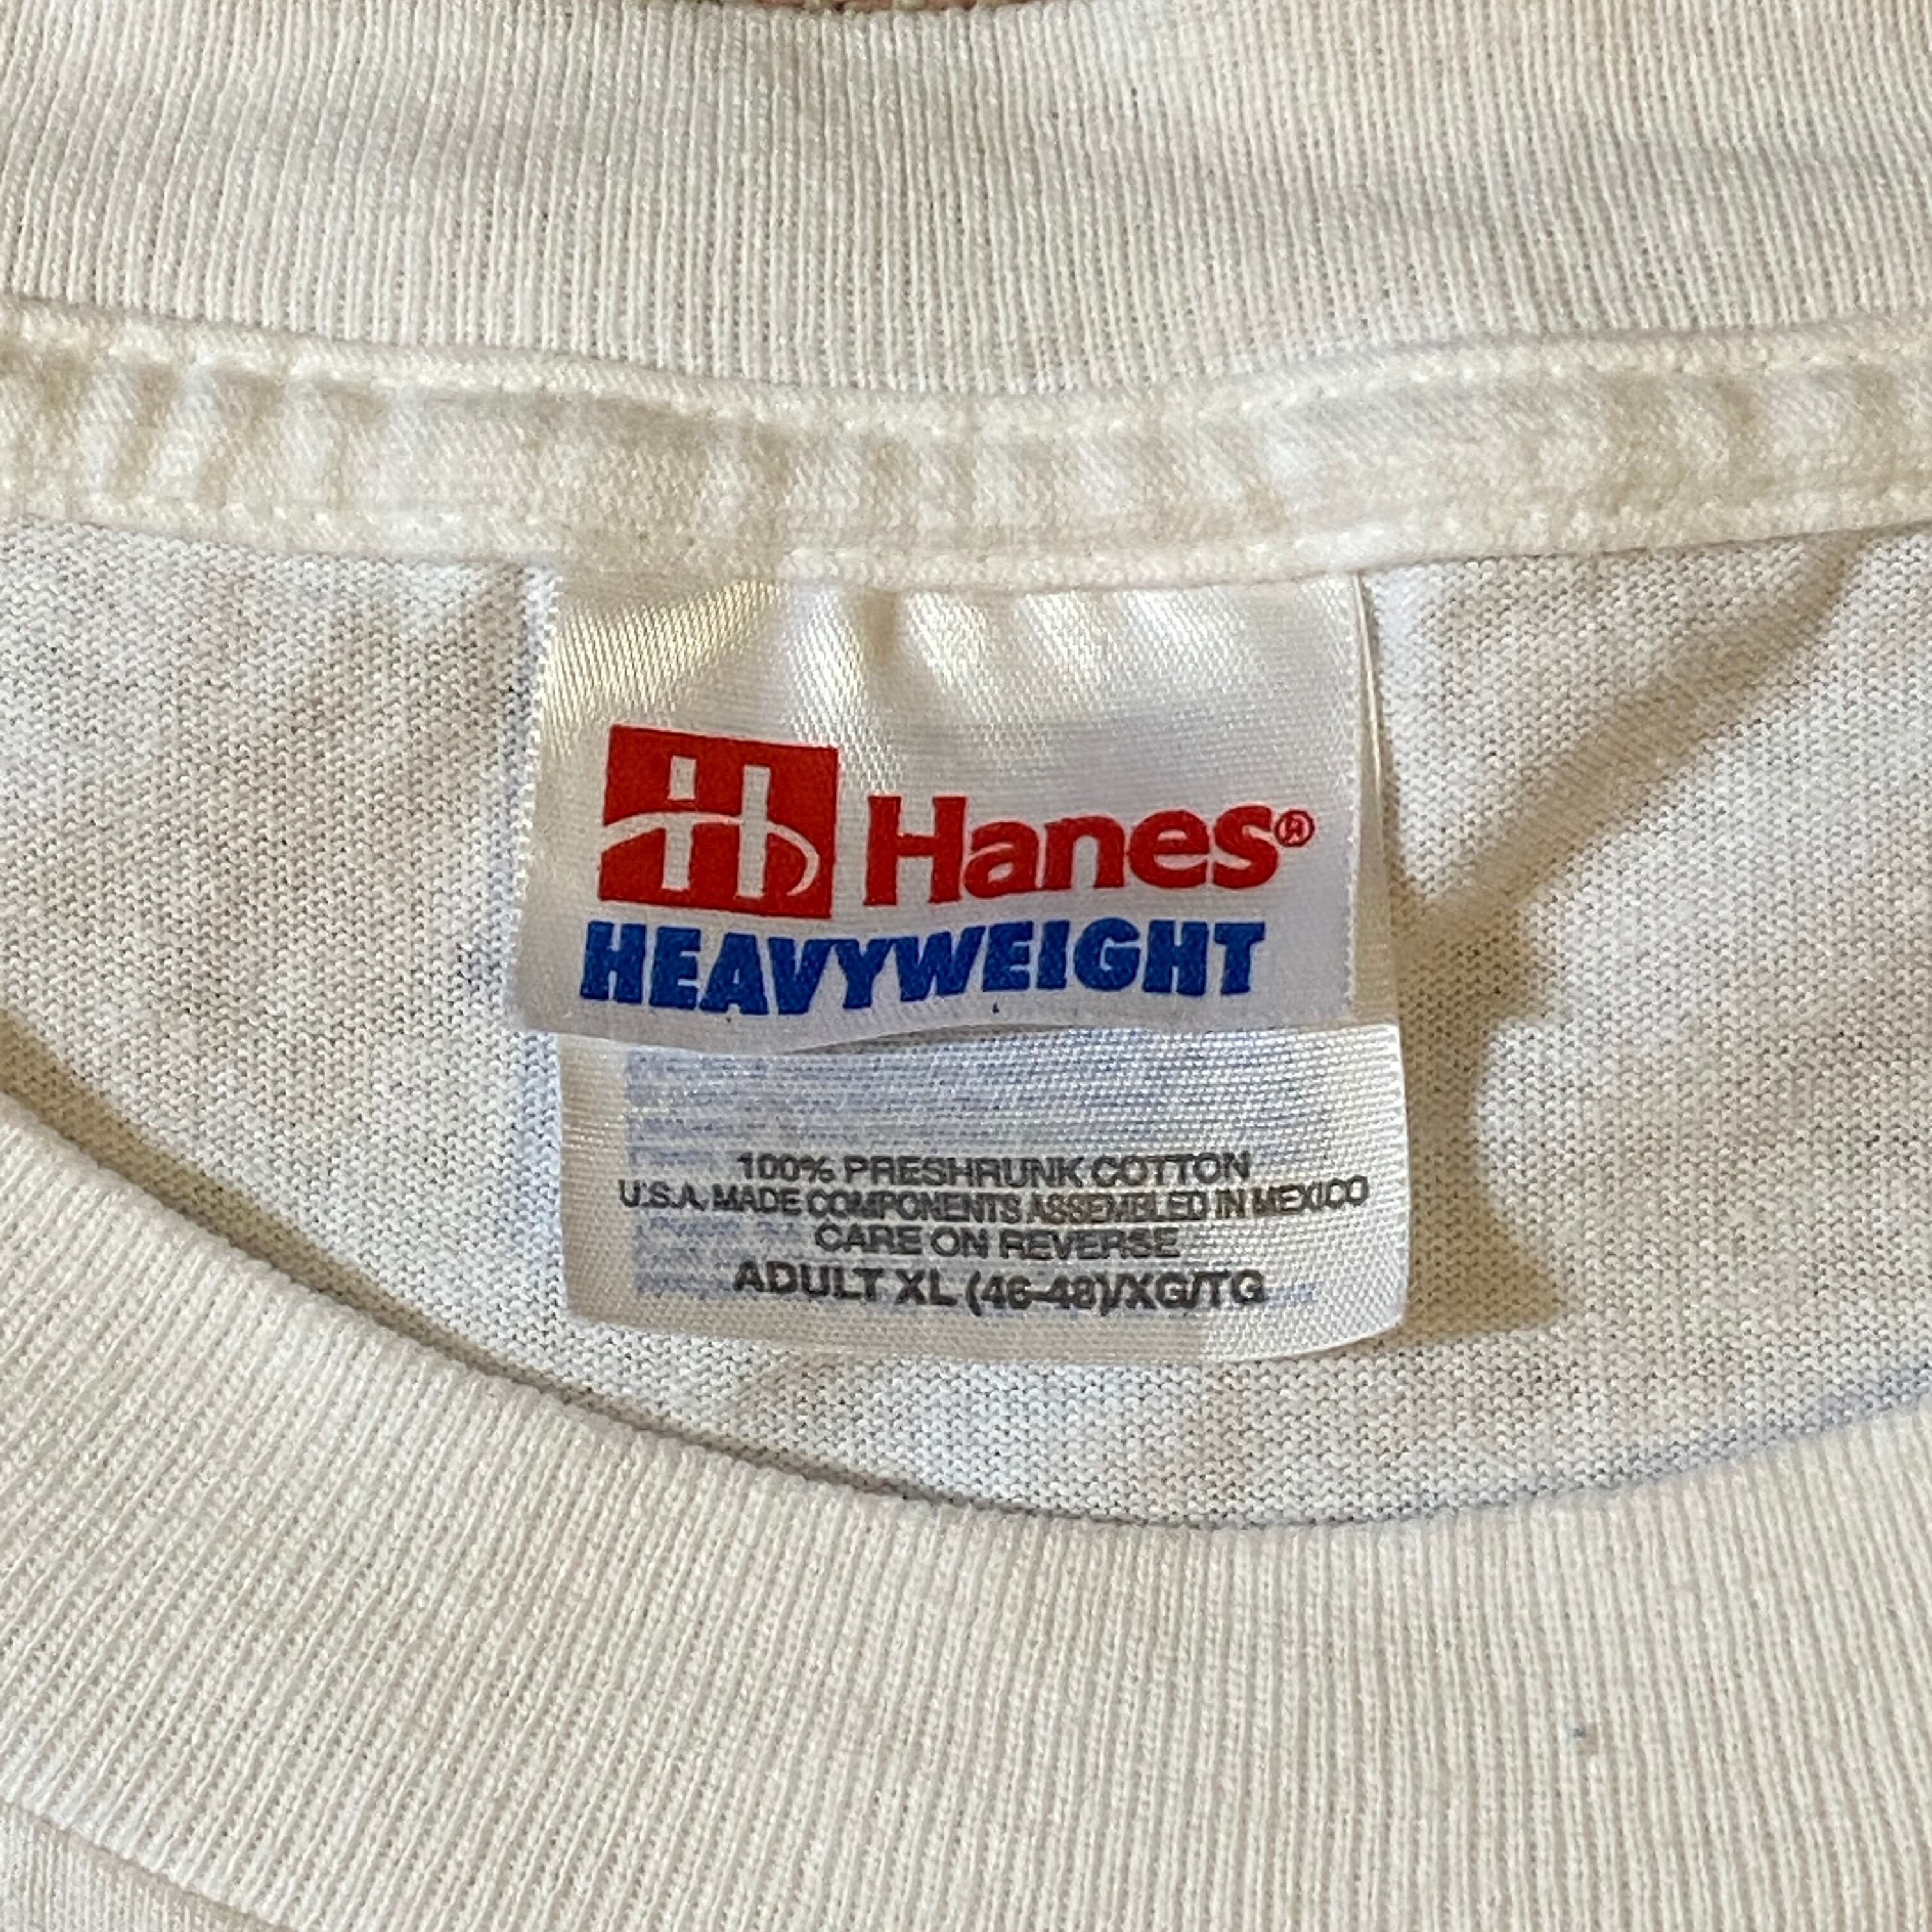 H Hanes®
HEAVYWEIGHT
100% PRESHRUNK COTTON
U.S.A. MADE COMPONENTS ASSEMBLED IN MEXICO
CARE ON REVERSE
ADULT XL (46-48)/XG/TG